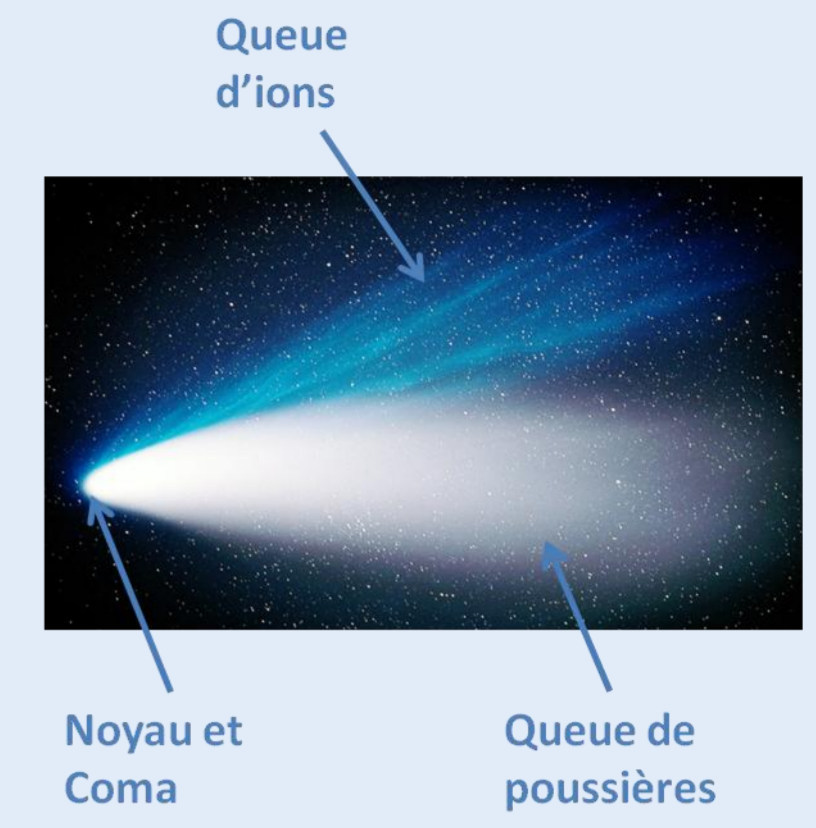 Queue
d’ions
Noyau et
Coma
Queue de
poussières